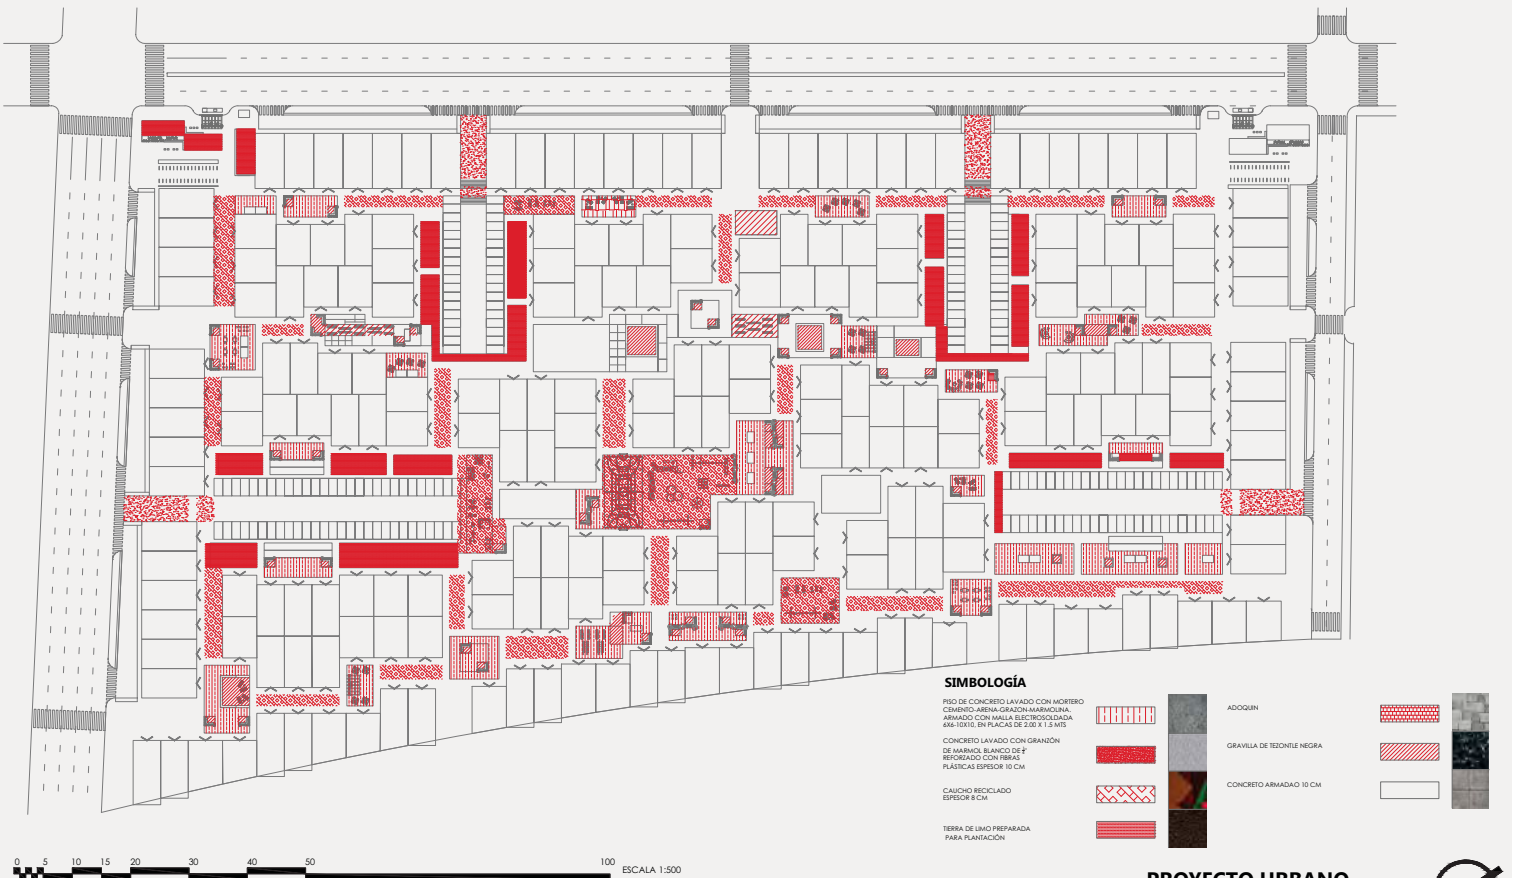 SIMBOLOGÍA
PISO DE CONCRETO LAVADO CON MORTERO
CEMENTO-ARENA-GRAZON-MARMOLINA.
ARMADO CON MALLA ELECTROSOLDADA
6X6-10X10, EN PLACAS DE 2.00 X 1.5 MTS
CONCRETO LAVADO CON GRANZÓN
DE MARMOL BLANCO DE
REFORZADO CON FIBRAS
PLÁSTICAS ESPESOR 10 CM
CAUCHO RECICLADO
ESPESOR 8 CM
TIERRA DE LIMO PREPARADA
PARA PLANTACIÓN
ADOQUIN
GRAVILLA DE TEZONTLE NEGRA
CONCRETO ARMADAO 10 CM
0 5 10 15 20 30 40 50 100
ESCALA 1:500
PROYECTO URBANO